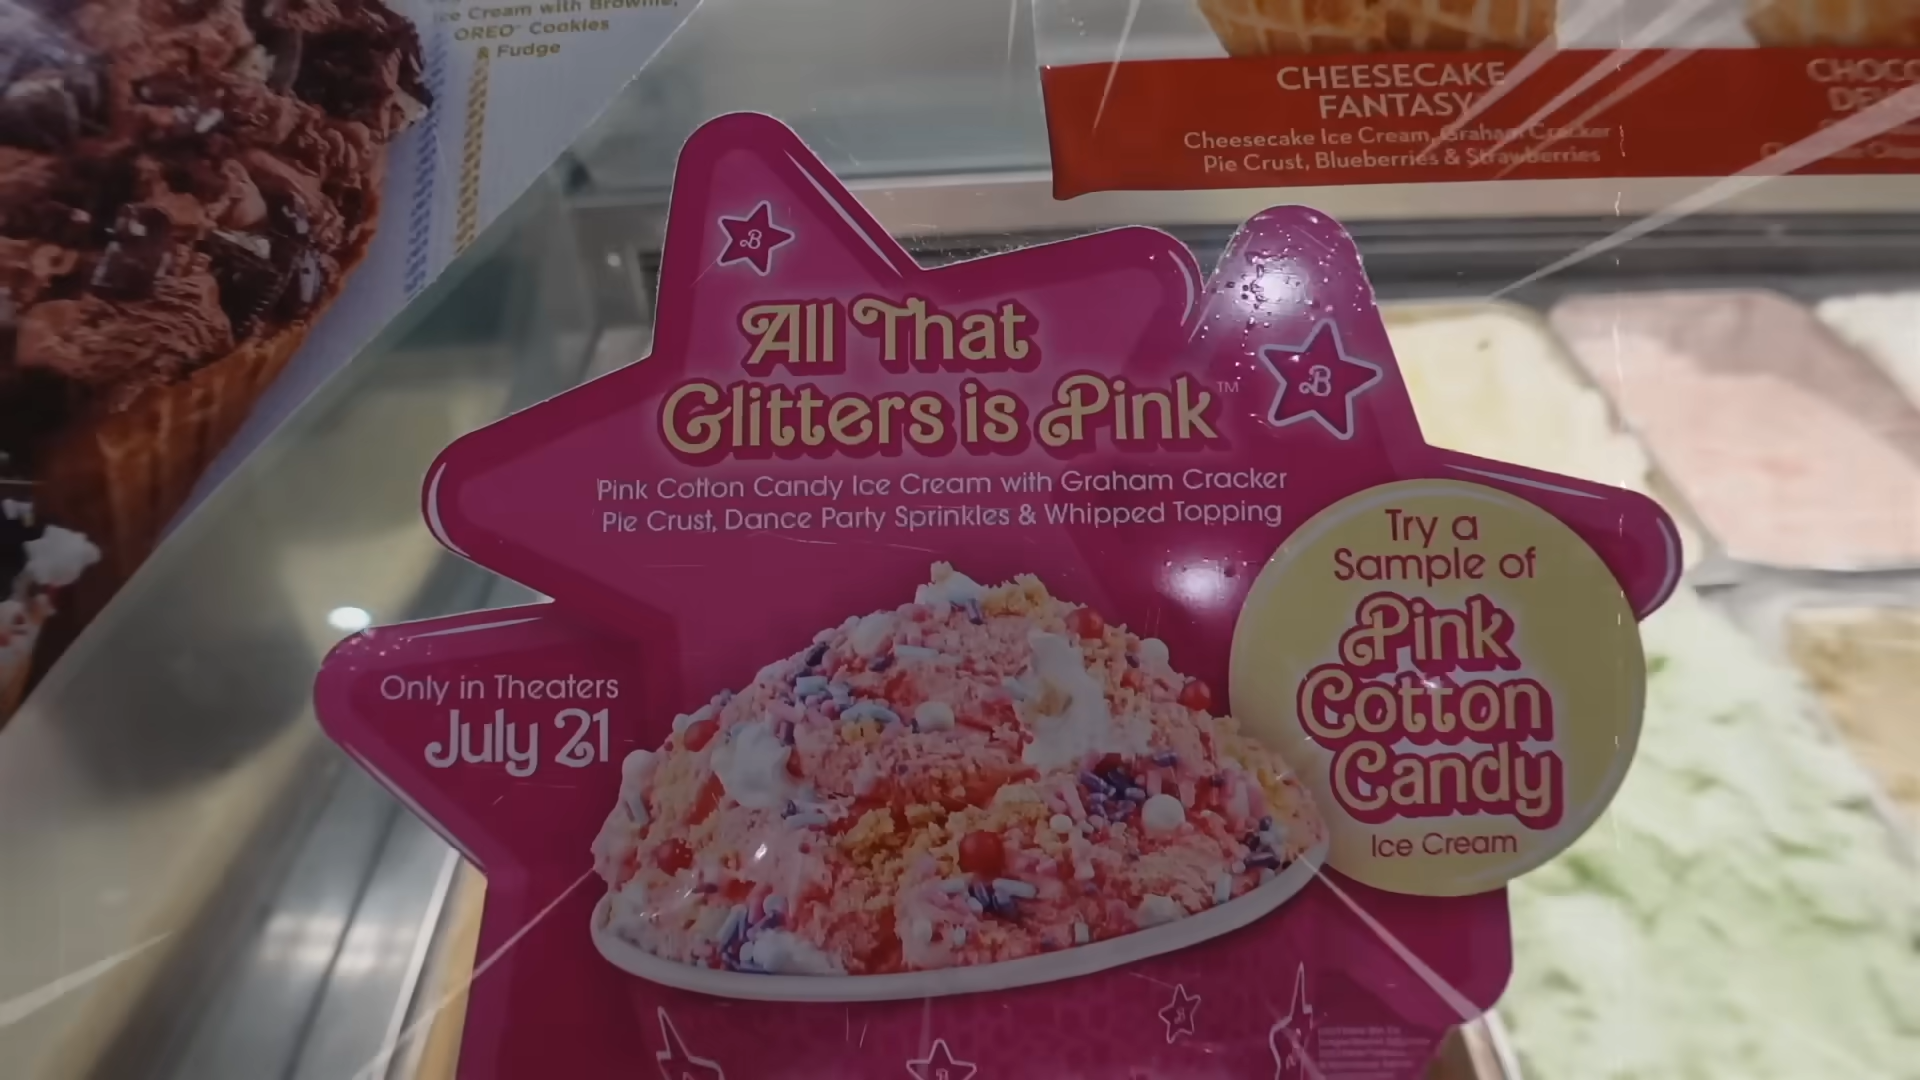 Ice Cream with Brownie,
OREO® Cookies
& Fudge
CHEESECAKE
FANTASY
Cheesecake Ice Cream, Graham Cracker
Pie Crust, Blueberries & Strawberries
B
All That
Glitters is Pink™
B
Pink Cotton Candy Ice Cream with Graham Cracker
Pie Crust, Dance Party Sprinkles & Whipped Topping
Only in Theaters
July 21
Try a
Sample of
Pink
Cotton
Candy
Ice Cream